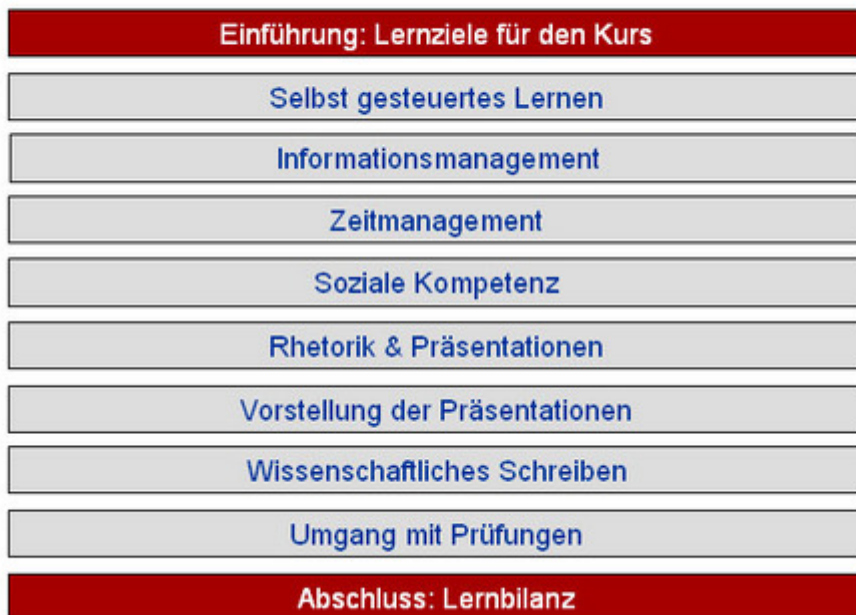 Einführung: Lernziele für den Kurs
Selbst gesteuertes Lernen
Informationsmanagement
Zeitmanagement
Soziale Kompetenz
Rhetorik & Präsentationen
Vorstellung der Präsentationen
Wissenschaftliches Schreiben
Umgang mit Prüfungen
Abschluss: Lernbilanz